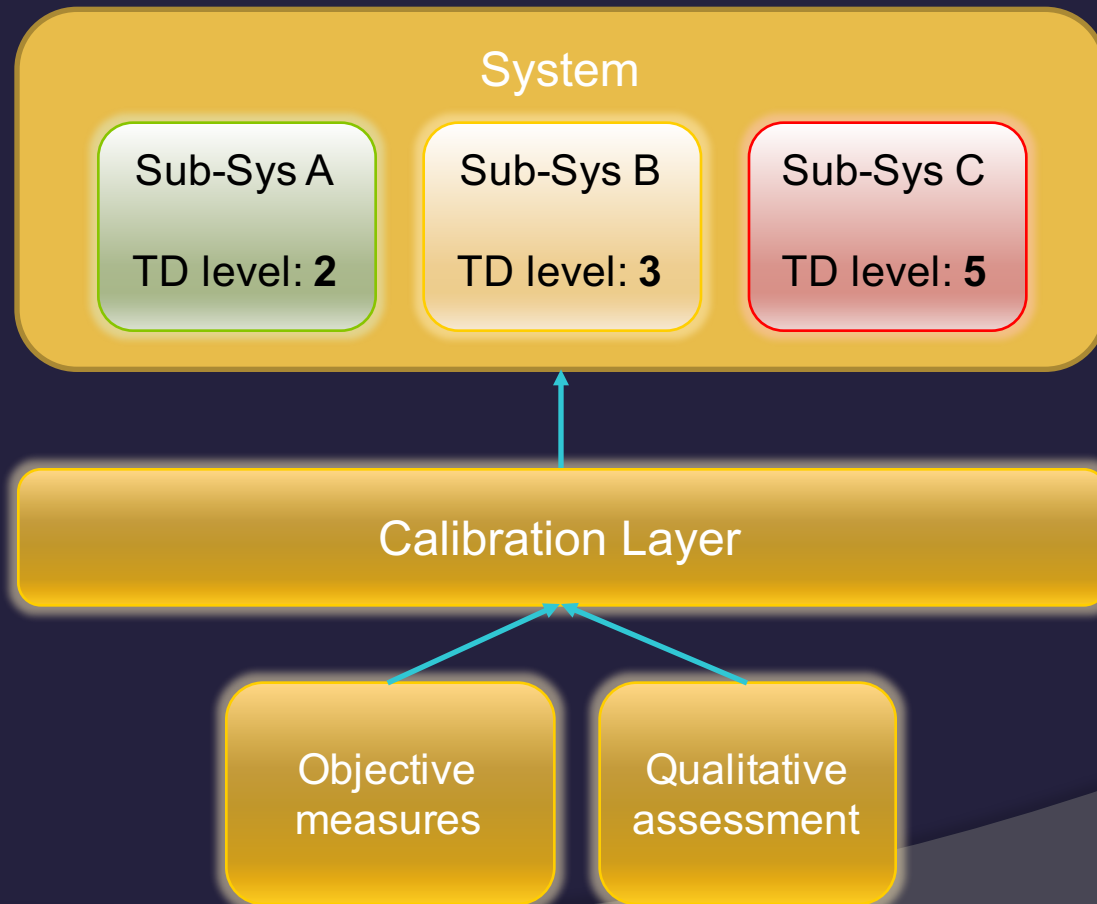 System
Sub-Sys A
TD level: 2
Sub-Sys B
TD level: 3
Sub-Sys C
TD level: 5
Calibration Layer
Objective
measures
Qualitative
assessment